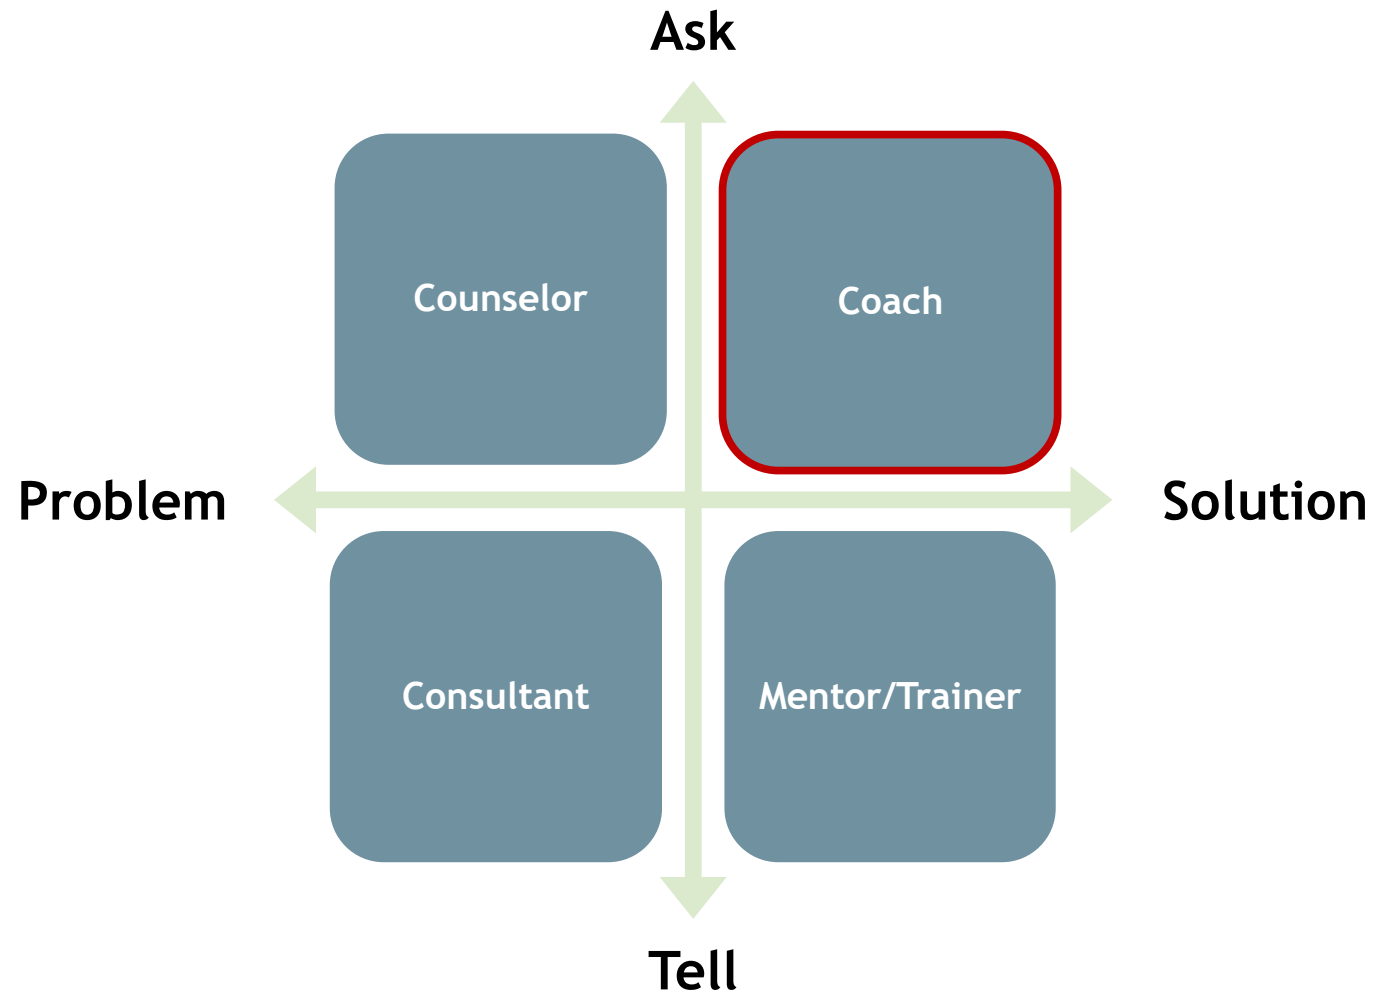 Ask
Counselor
Coach
Problem
Solution
Consultant
Mentor/Trainer
Tell